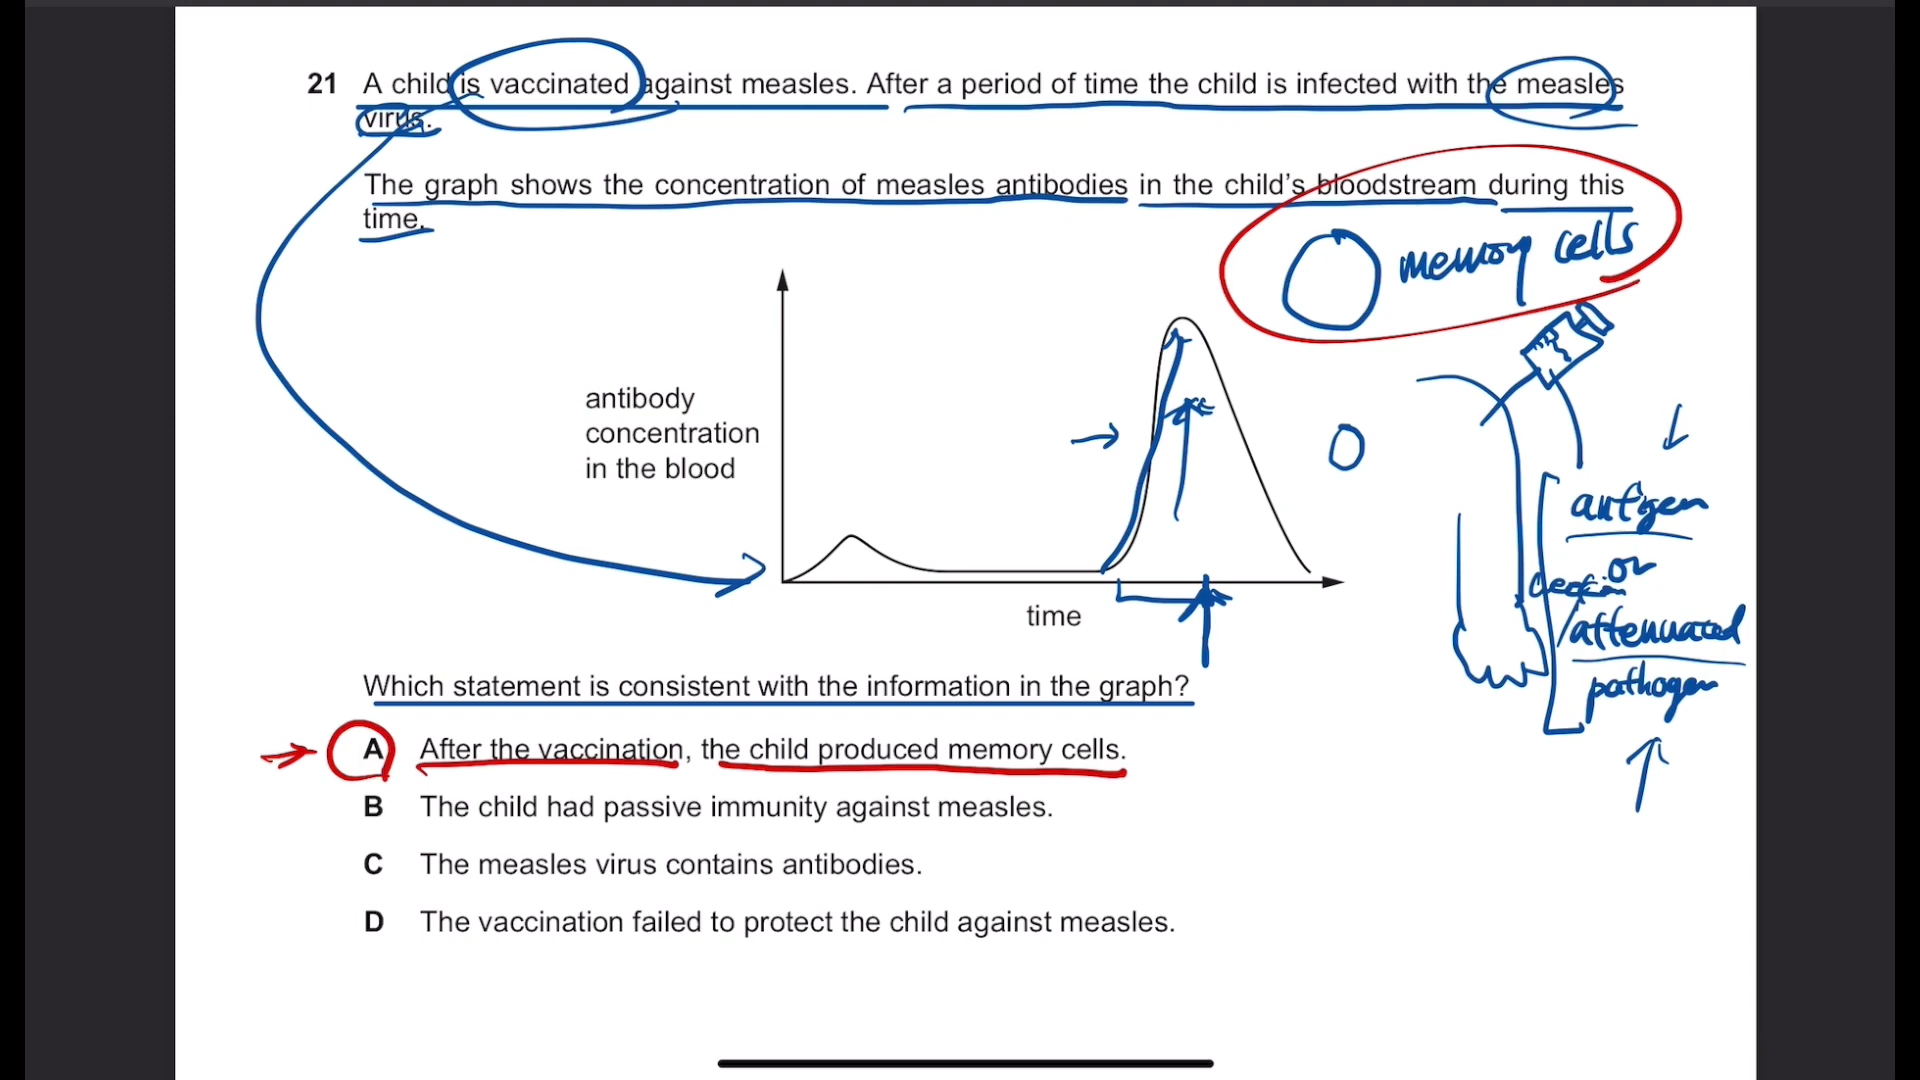 21 A child is vaccinated against measles. After a period of time the child is infected with the measles
virus.
The graph shows the concentration of measles antibodies in the child's bloodstream during this
time.
memory cells
antibody
concentration
in the blood
antigen
or
attenuated
pathogen
time
Which statement is consistent with the information in the graph?
A After the vaccination, the child produced memory cells.
B The child had passive immunity against measles.
C The measles virus contains antibodies.
D The vaccination failed to protect the child against measles.